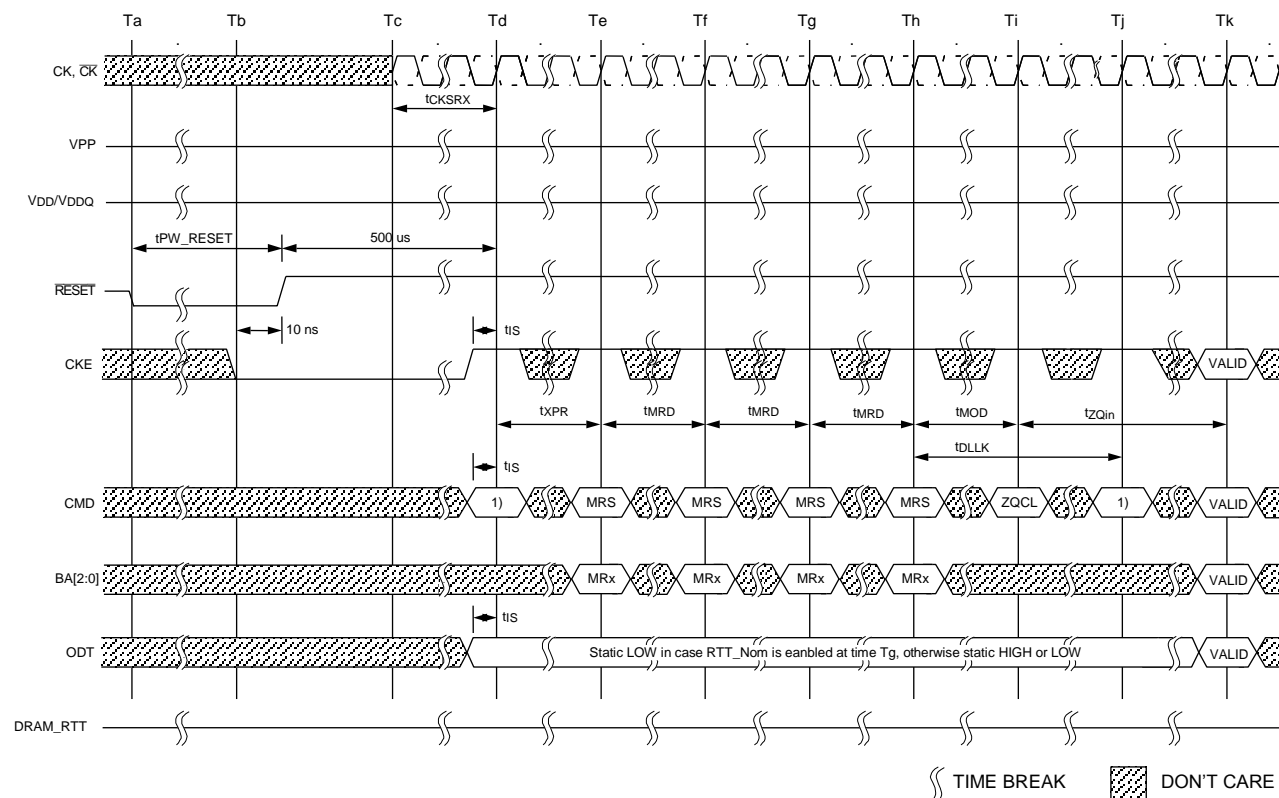 Ta Tb Tc Td Te Tf Tg Th Ti Tj Tk
CK, CK
tCKSRX
VPP
VDD/VDDQ
tPW_RESET 500 us
RESET
10 ns tIS
CKE VALID
tXPR tMRD tMRD tMRD tMOD tZQin
tDLLK
tIS
CMD 1) MRS MRS MRS MRS ZQCL 1) VALID
BA[2:0] MRx MRx MRx MRx VALID
tIS
ODT Static LOW in case RTT_Nom is eanbled at time Tg, otherwise static HIGH or LOW VALID
DRAM_RTT
TIME BREAK DON'T CARE